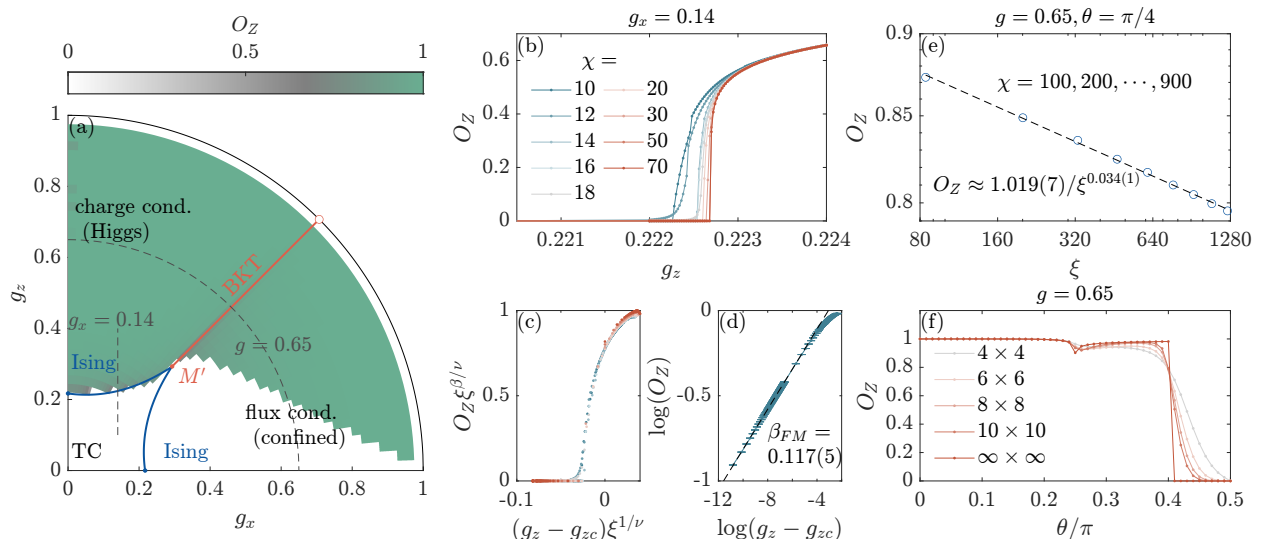 O_Z
0
0.5
1
(a)
1
0.8
0.6
0.4
0.2
0
g_z
charge cond.
(Higgs)
BKT
g_x = 0.14
g = 0.65
Ising
M′
flux cond.
(confined)
TC
Ising
0
0.2
0.4
0.6
0.8
1
g_x
g_x = 0.14
(b)
χ =
10
20
12
30
14
50
16
70
18
0.6
0.4
0.2
0
O_Z
0.221
0.222
0.223
0.224
g_z
(c)
1
0.5
0
O_Z ξ^{β/ν}
-0.1
0
(g_z − g_{zc})ξ^{1/ν}
(d)
-0
-0.5
-1
log(O_Z)
β_{FM} =
0.117(5)
-12
-8
-4
log(g_z − g_{zc})
g = 0.65, θ = π/4
(e)
0.9
0.85
0.8
O_Z
χ = 100, 200, ⋯, 900
O_Z ≈ 1.019(7)/ξ^{0.034(1)}
80
160
320
640
1280
ξ
g = 0.65
(f)
1
0.8
0.6
0.4
0.2
0
O_Z
4 × 4
6 × 6
8 × 8
10 × 10
∞ × ∞
0
0.1
0.2
0.3
0.4
0.5
θ/π